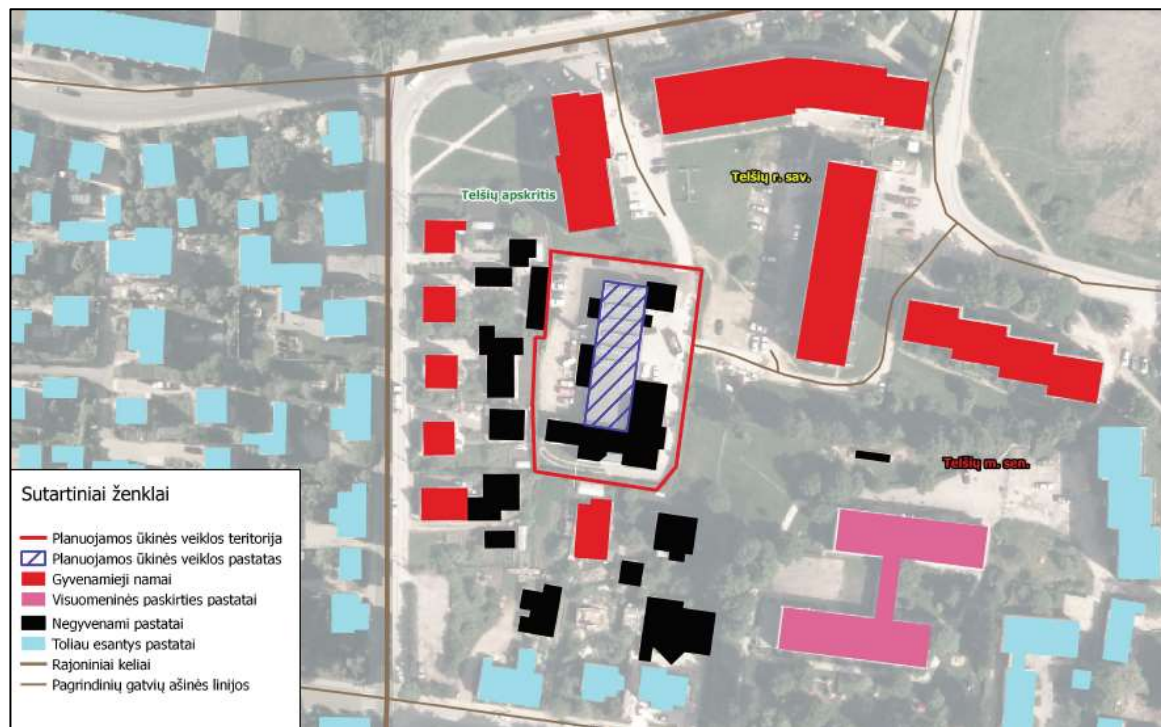 Telšių r. sav.
Telšių apskritis
Telšių m. sen.
Sutartiniai ženklai
Planuojamos ūkinės veiklos teritorija
Planuojamos ūkinės veiklos pastatas
Gyvenamieji namai
Visuomeninės paskirties pastatai
Negyvenami pastatai
Toliau esantys pastatai
Rajoniniai keliai
Pagrindinių gatvių ašinės linijos